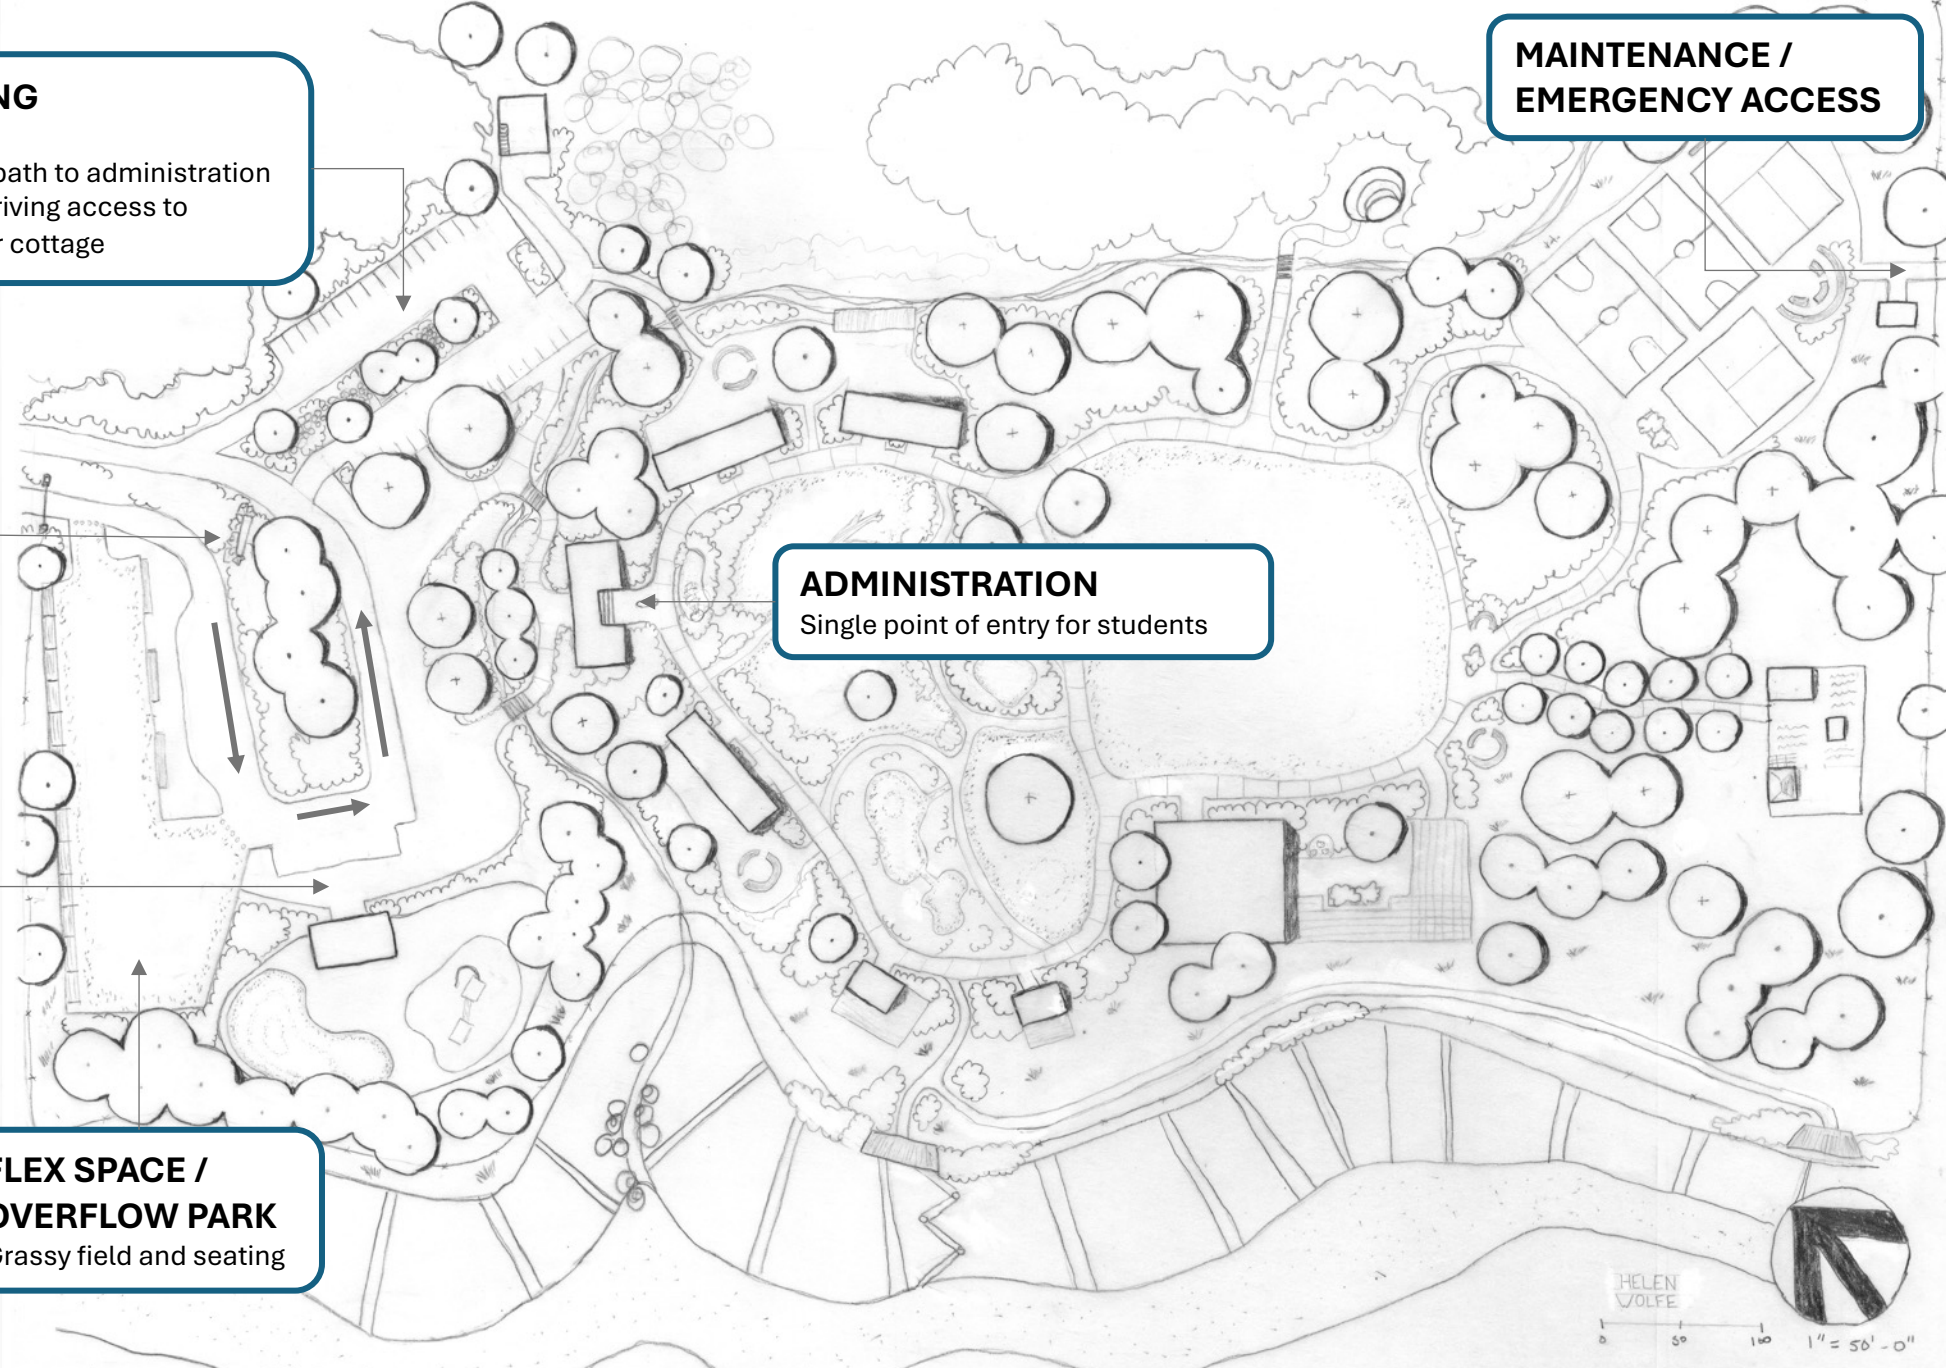 NG
path to administration
riving access to
r cottage
MAINTENANCE /
EMERGENCY ACCESS
ADMINISTRATION
Single point of entry for students
FLEX SPACE /
OVERFLOW PARK
Grassy field and seating
HELEN
WOLFE
0 50 100
1" = 50'-0"